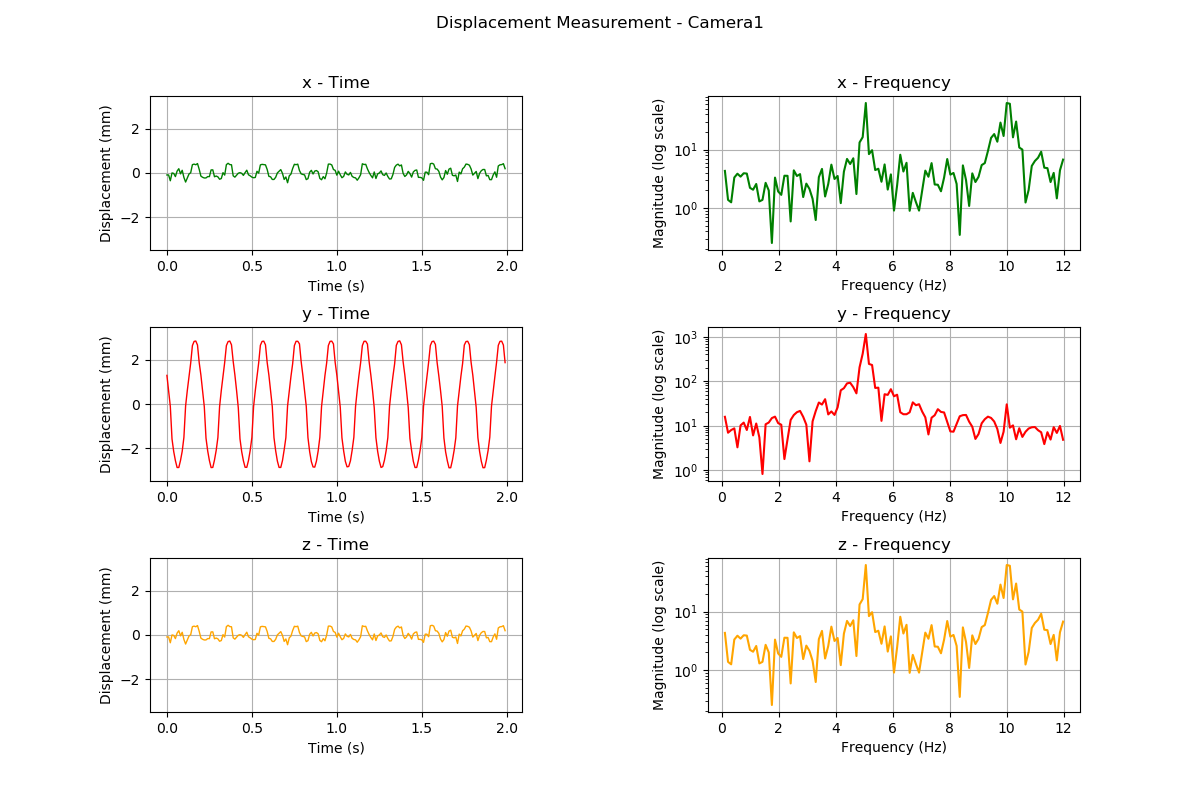 Displacement Measurement - Camera1
x - Time
Displacement (mm)
2
0
−2
0.0 0.5 1.0 1.5 2.0
Time (s)
x - Frequency
Magnitude (log scale)
10¹
10⁰
0 2 4 6 8 10 12
Frequency (Hz)
y - Time
Displacement (mm)
2
0
−2
0.0 0.5 1.0 1.5 2.0
Time (s)
y - Frequency
Magnitude (log scale)
10³
10²
10¹
10⁰
0 2 4 6 8 10 12
Frequency (Hz)
z - Time
Displacement (mm)
2
0
−2
0.0 0.5 1.0 1.5 2.0
Time (s)
z - Frequency
Magnitude (log scale)
10¹
10⁰
0 2 4 6 8 10 12
Frequency (Hz)